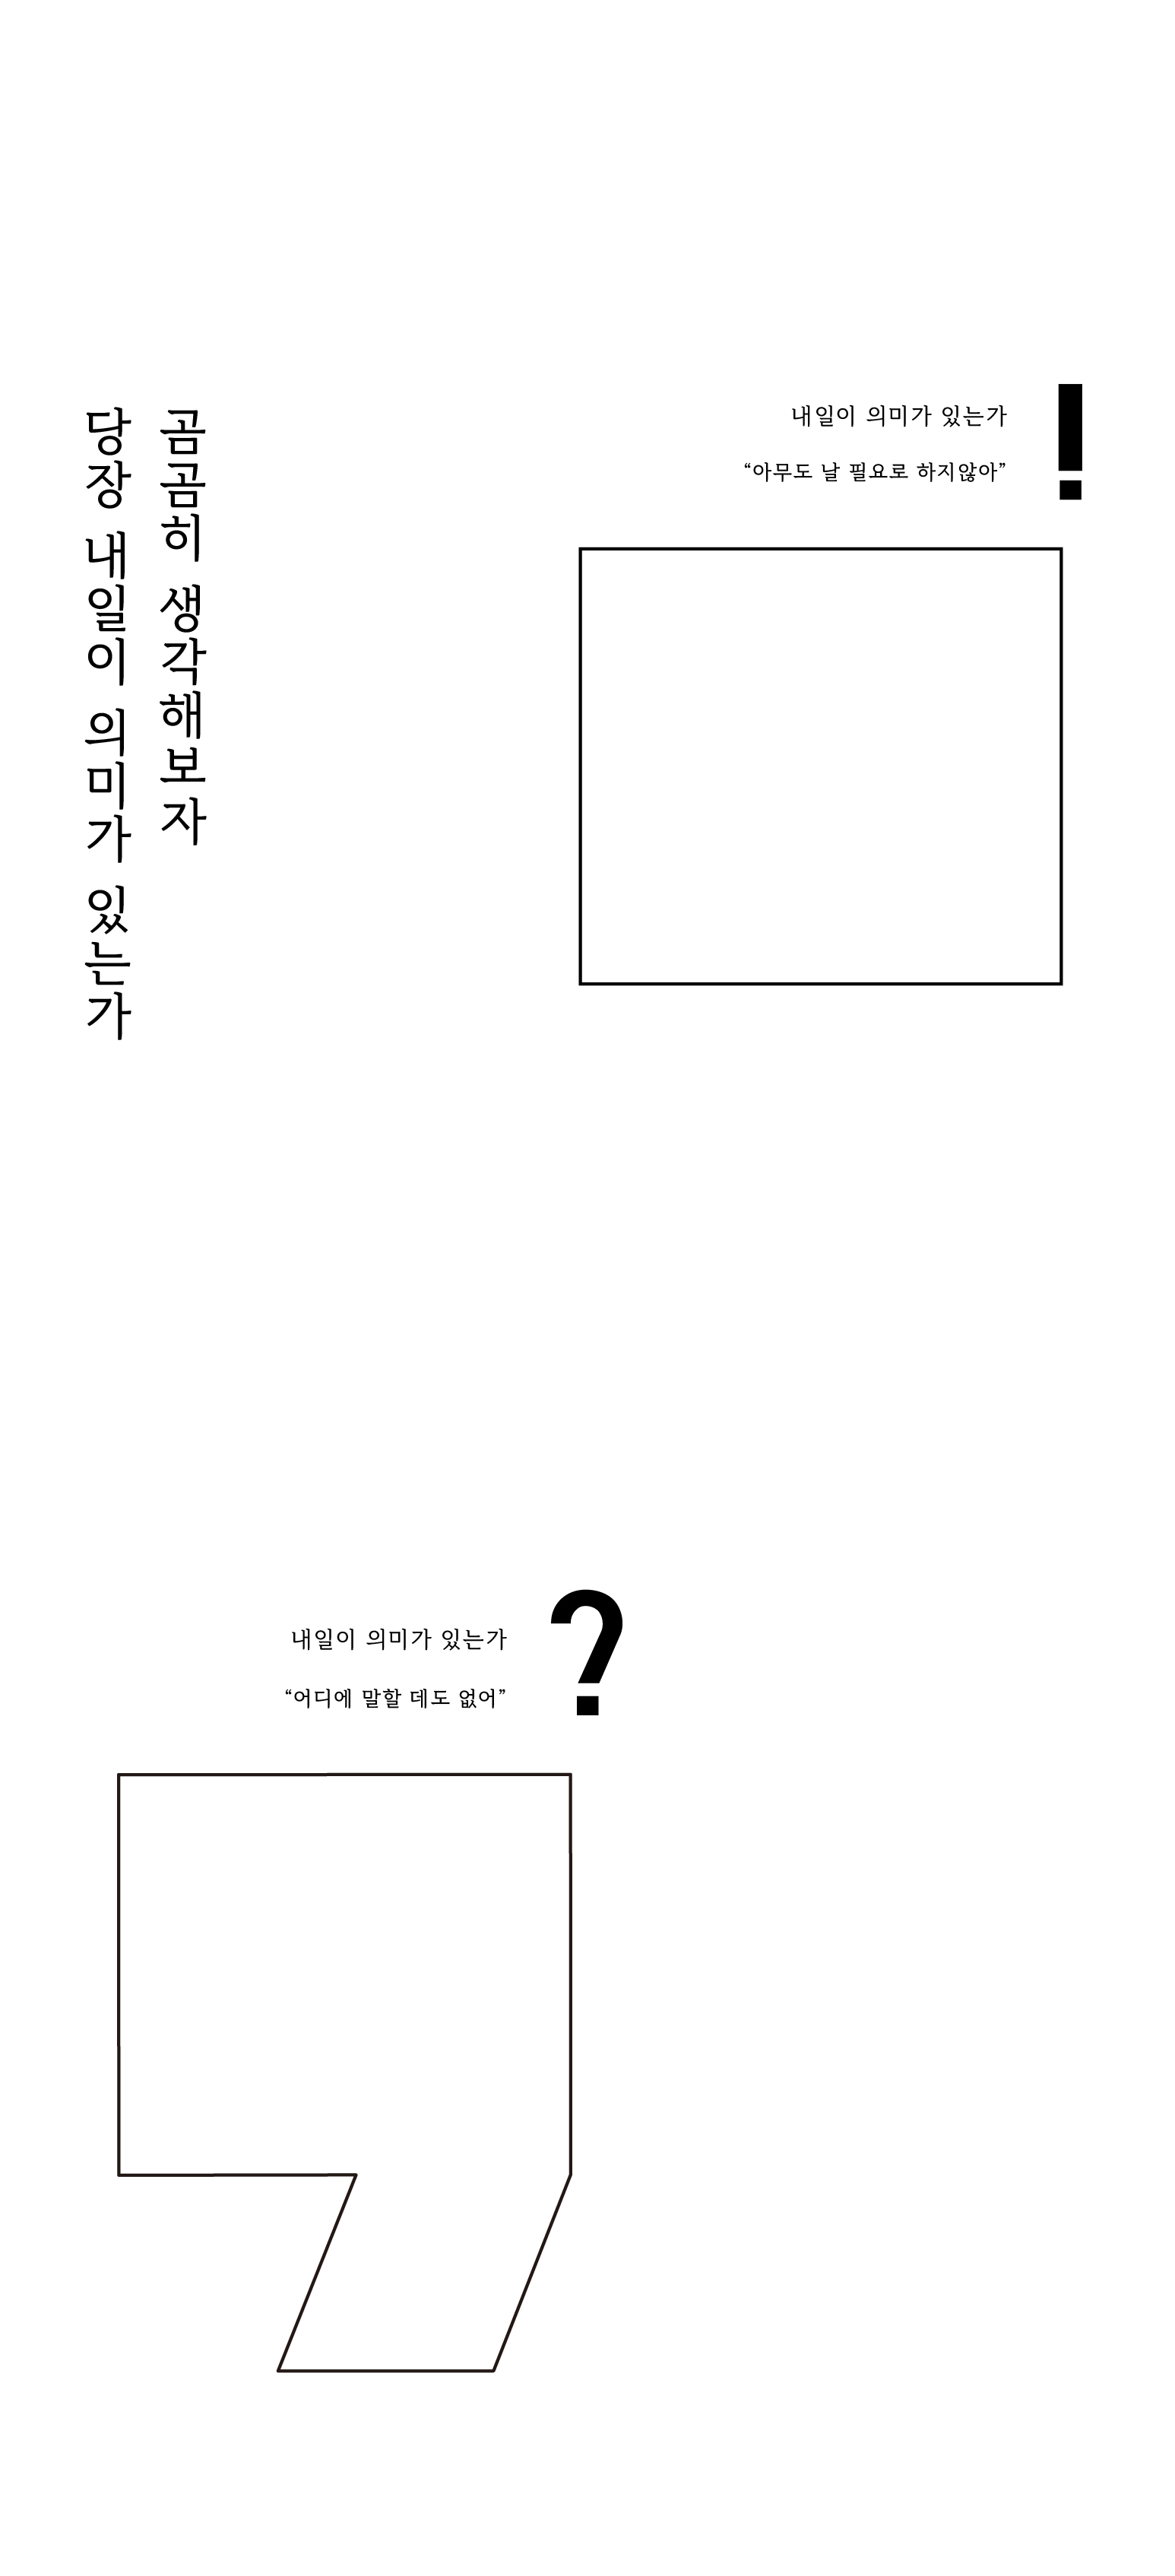 곰곰히 생각해보자
당장 내일이 의미가 있는가
!
내일이 의미가 있는가
“아무도 날 필요로 하지않아”
?
내일이 의미가 있는가
“어디에 말할 데도 없어”